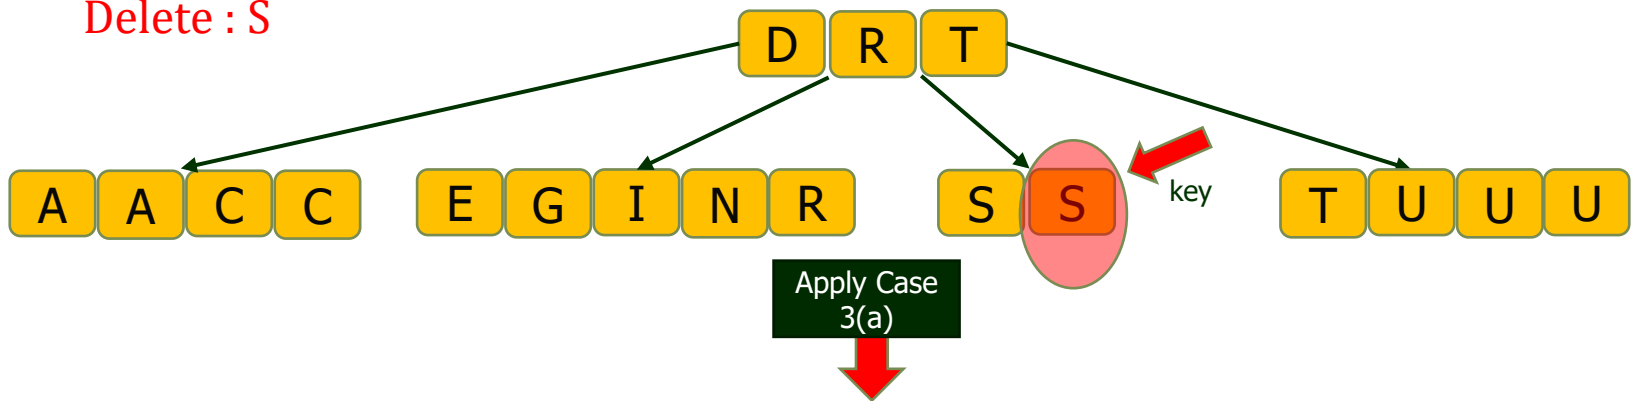 Delete : S
D R T
A A C C E G I N R S S T U U U
key
Apply Case
3(a)